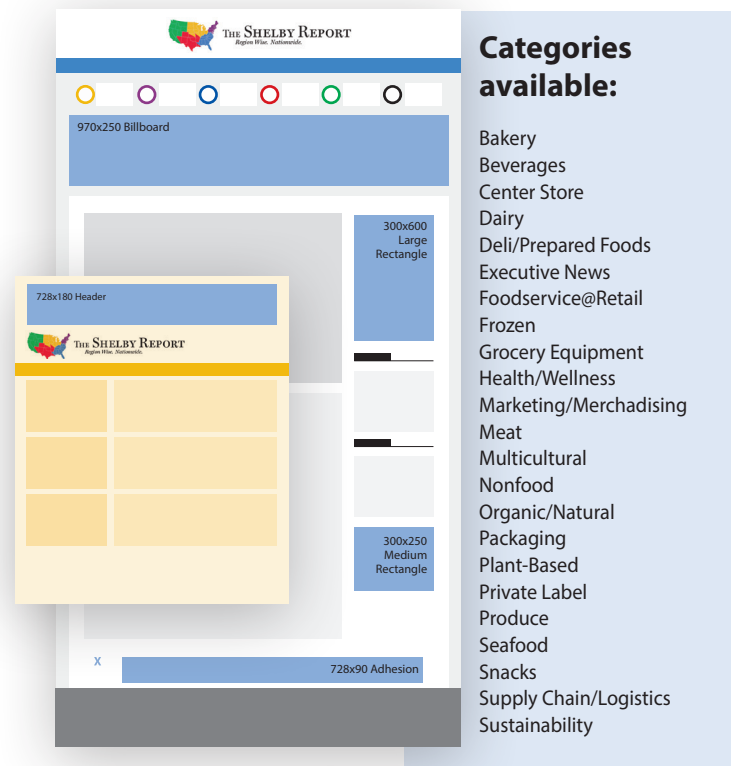 THE SHELBY REPORT
Region Wise. Nationwide.
970x250 Billboard
300x600
Large
Rectangle
728x180 Header
THE SHELBY REPORT
Region Wise. Nationwide.
300x250
Medium
Rectangle
X
728x90 Adhesion
Categories
available:
Bakery
Beverages
Center Store
Dairy
Deli/Prepared Foods
Executive News
Foodservice@Retail
Frozen
Grocery Equipment
Health/Wellness
Marketing/Merchadising
Meat
Multicultural
Nonfood
Organic/Natural
Packaging
Plant-Based
Private Label
Produce
Seafood
Snacks
Supply Chain/Logistics
Sustainability